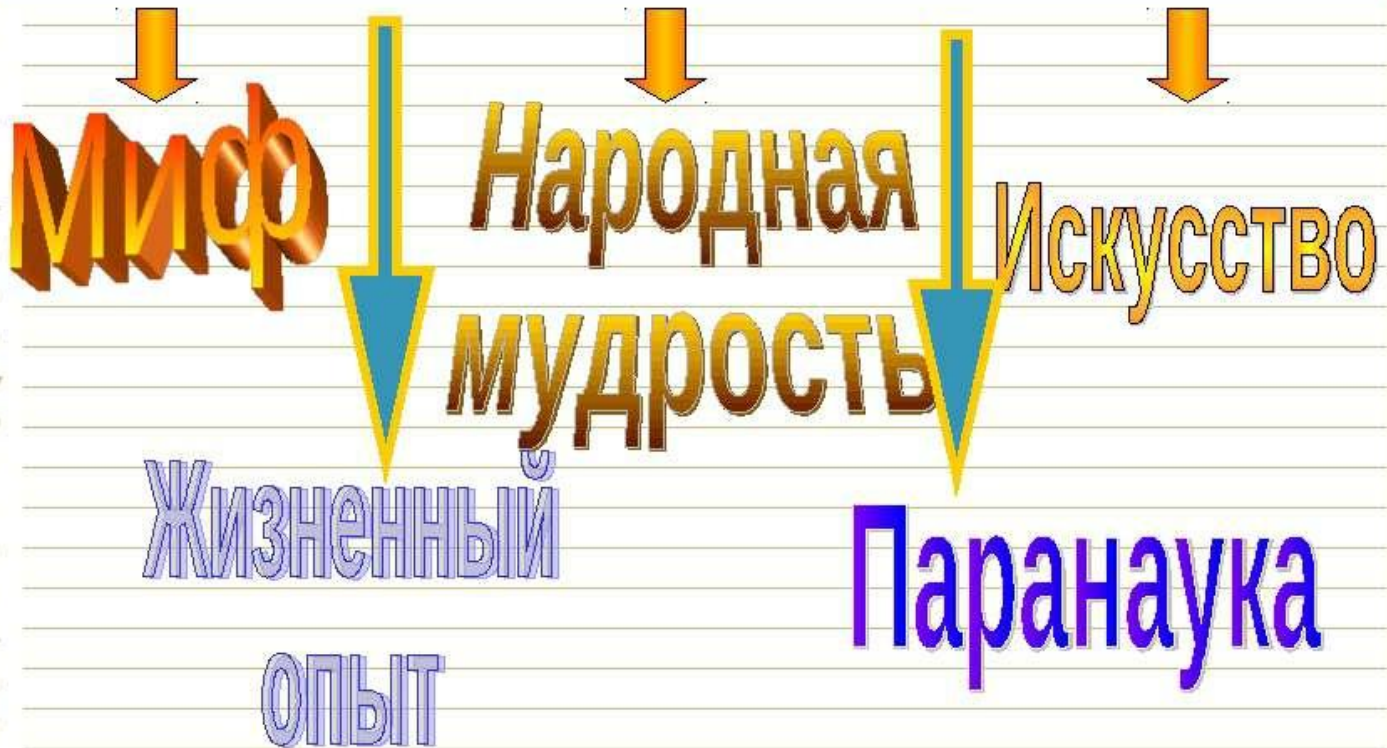 Миф
Народная
мудрость
Искусство
Жизненный
опыт
Паранаука